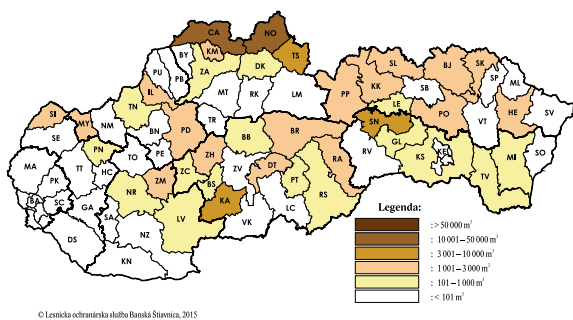 CA NO
BY KM TS
PU PB ZA DK SL BJ SK
IL MT RK LM PP KK SB SP ML
TN LE
SI MY NM TR PO VT HE SV
SE BN PD BR SN
PN PE BB GL
MA TT TO ZH RA RV KS KE MI SO
PK HC ZC ZV DT
NR ZM BS PT TV
BA SC GA KA RS
SA LV VK LC
DS NZ
KN
Legenda:
: > 50 000 m³
: 10 001 – 50 000 m³
: 3 001 – 10 000 m³
: 1 001 – 3 000 m³
: 101 – 1 000 m³
: < 101 m³
© Lesnícka ochranárska služba Banská Štiavnica, 2015